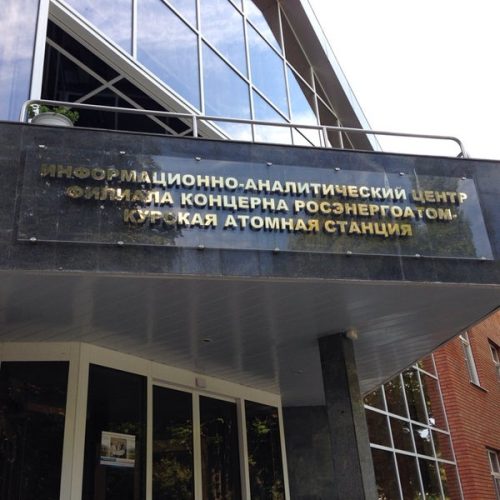 ИНФОРМАЦИОННО-АНАЛИТИЧЕСКИЙ ЦЕНТР
ФИЛИАЛА КОНЦЕРНА РОСЭНЕРГОАТОМ-
КУРСКАЯ АТОМНАЯ СТАНЦИЯ